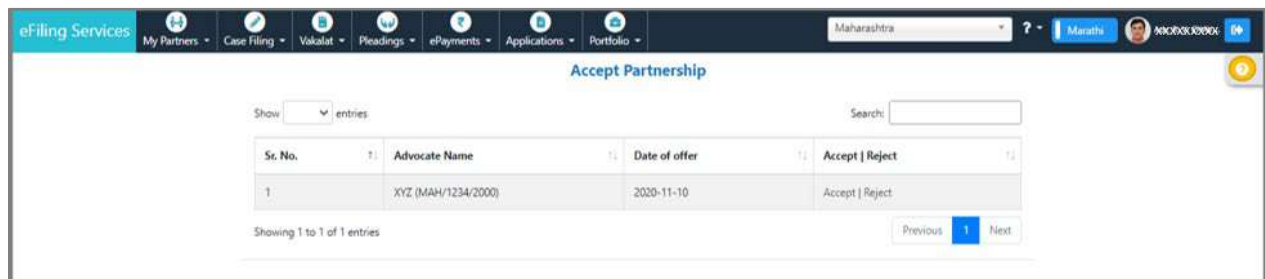 eFiling Services My Partners Case Filing Vakalat Pleadings ePayments Applications Portfolio Maharashtra ? Marathi
Accept Partnership
Show entries Search:
Sr. No. Advocate Name Date of offer Accept | Reject
1 XYZ (MAH/1234/2000) 2020-11-10 Accept | Reject
Showing 1 to 1 of 1 entries Previous 1 Next